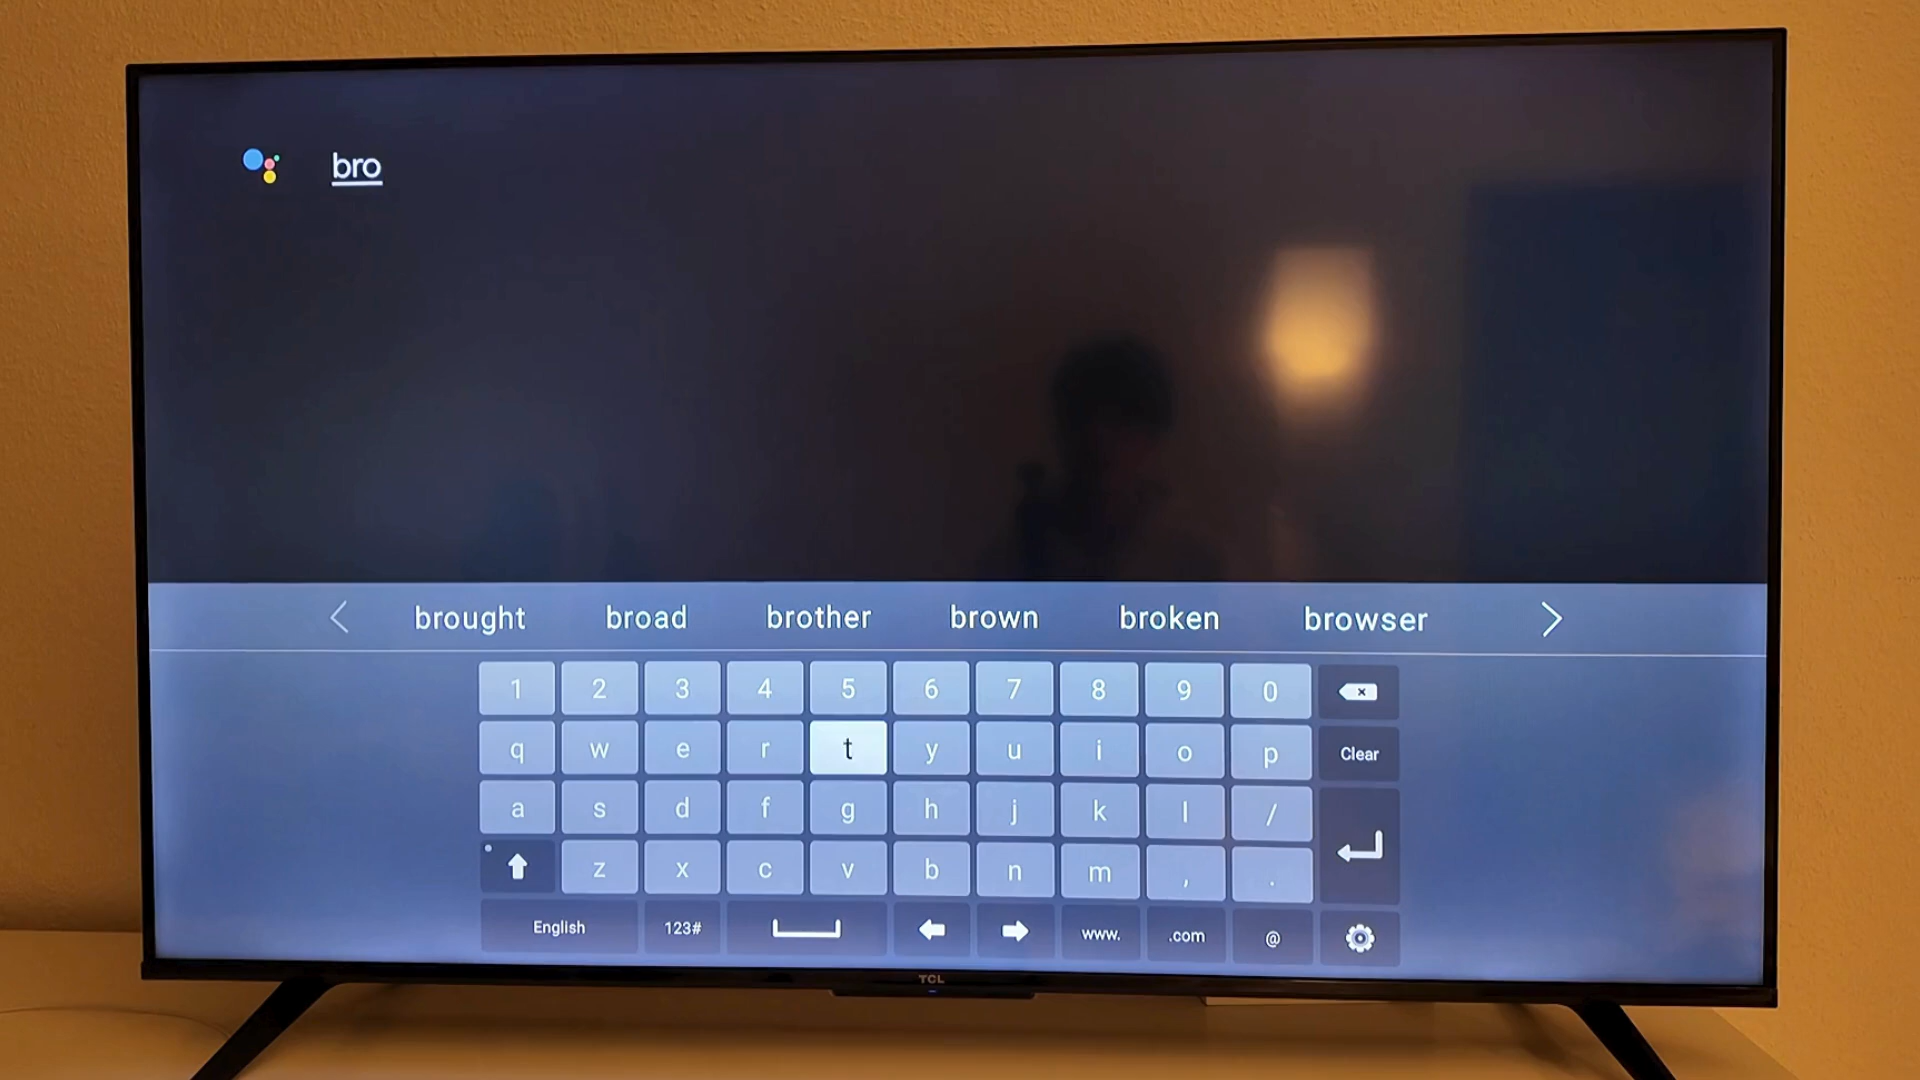 bro
brought broad brother brown broken browser
1 2 3 4 5 6 7 8 9 0
q w e r t y u i o p Clear
a s d f g h j k l /
z x c v b n m , .
English 123# www. .com @
TCL